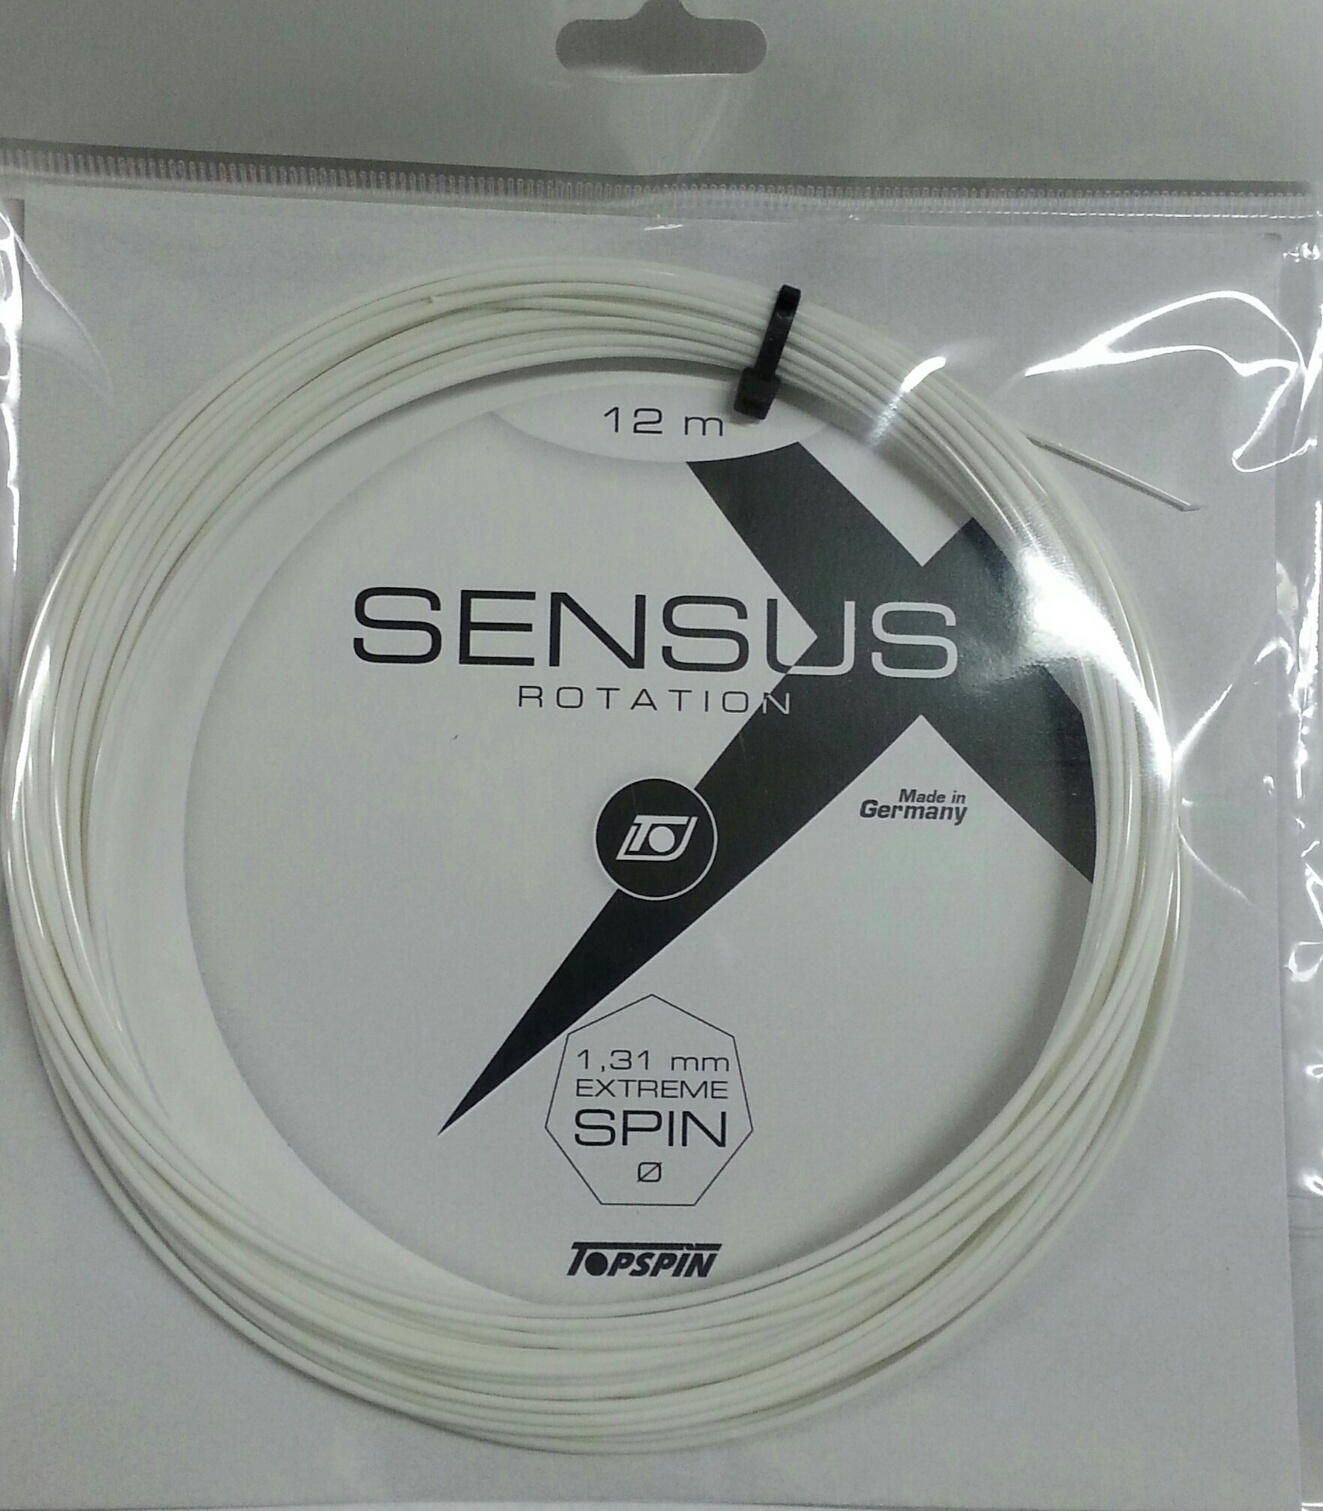 12 m
SENSUS
ROTATION
Made in
Germany
1,31 mm
EXTREME
SPIN
Ø
TOPSPIN